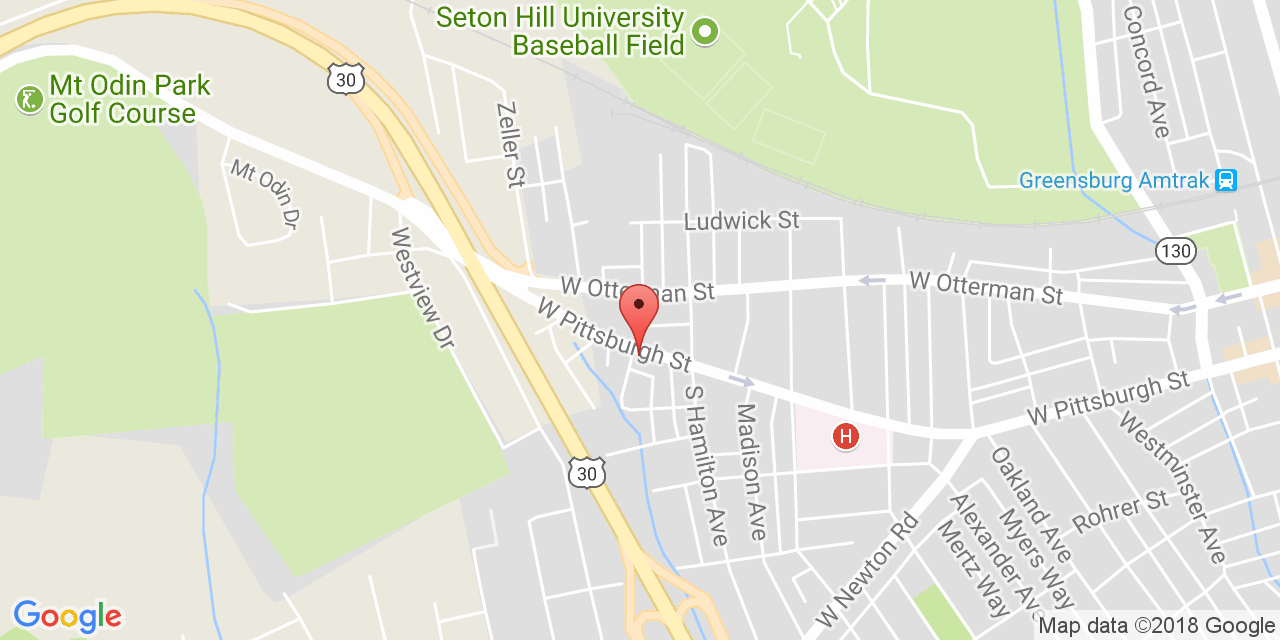 Seton Hill University
Baseball Field
Concord Ave
30
Mt Odin Park
Golf Course
Zeller St
Mt Odin Dr
Greensburg Amtrak
Ludwick St
130
Westview Dr
W Otterman St
W Otterman St
W Pittsburgh St
W Pittsburgh St
S Hamilton Ave
Madison Ave
H
Westminster Ave
30
Oakland Ave
Rohrer St
Alexander Ave
Myers Way
Mertz Way
W Newton Rd
Google
Map data ©2018 Google